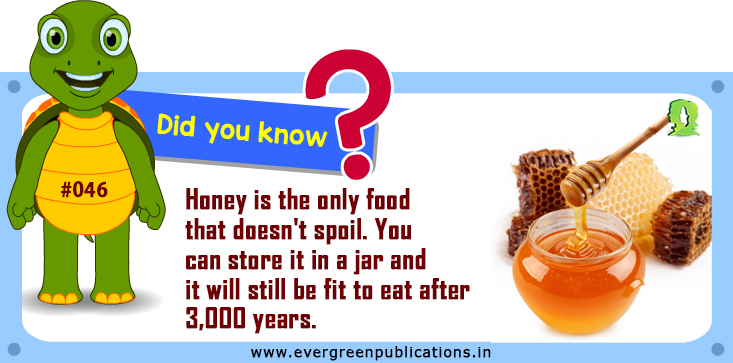 Did you know
?
#046
Honey is the only food
that doesn't spoil. You
can store it in a jar and
it will still be fit to eat after
3,000 years.
www.evergreenpublications.in